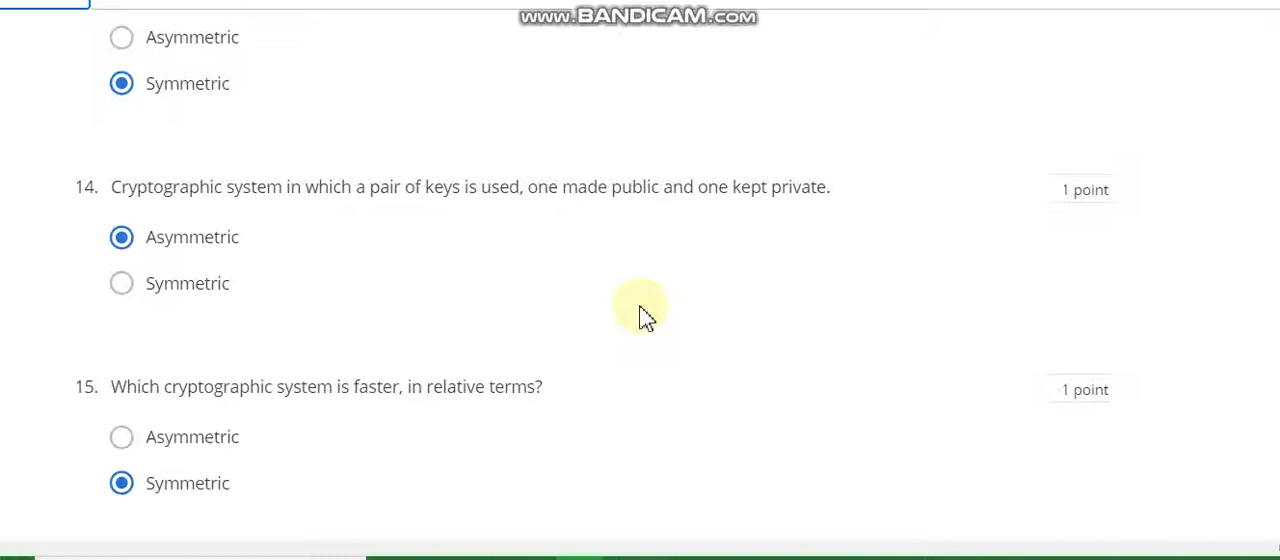 www.BANDICAM.com
Asymmetric
Symmetric
14. Cryptographic system in which a pair of keys is used, one made public and one kept private.
1 point
Asymmetric
Symmetric
15. Which cryptographic system is faster, in relative terms?
1 point
Asymmetric
Symmetric